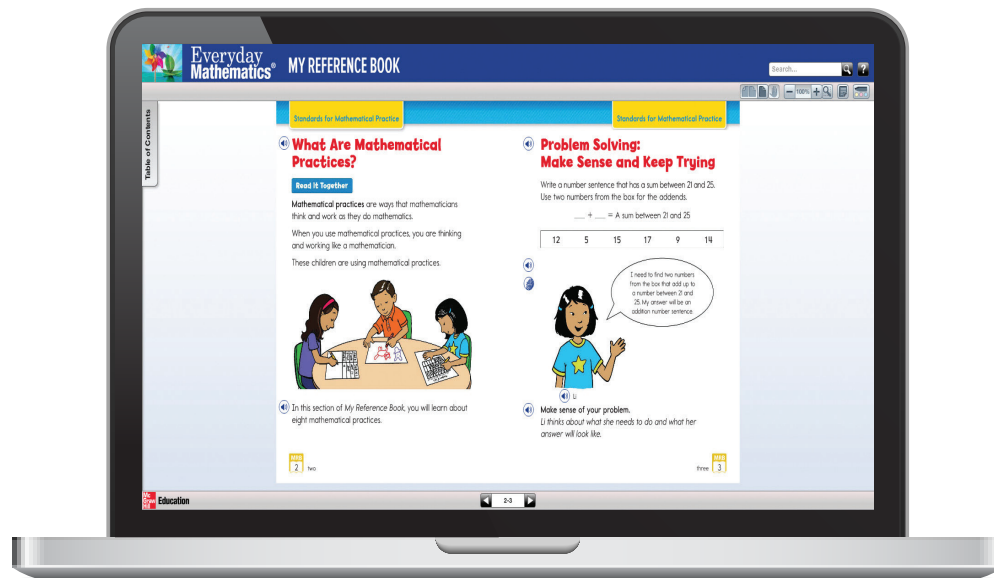 Everyday
Mathematics®
MY REFERENCE BOOK
Search...
?
100%
Table of Contents
Standards for Mathematical Practice
What Are Mathematical
Practices?
Read It Together
Mathematical practices are ways that mathematicians
think and work as they do mathematics.
When you use mathematical practices, you are thinking
and working like a mathematician.
These children are using mathematical practices.
In this section of My Reference Book, you will learn about
eight mathematical practices.
MRB
2 two
Standards for Mathematical Practice
Problem Solving:
Make Sense and Keep Trying
Write a number sentence that has a sum between 21 and 25.
Use two numbers from the box for the addends.
___ + ___ = A sum between 21 and 25
12 5 15 17 9 14
I need to find two numbers
from the box that add up to
a number between 21 and
25. My answer will be an
addition number sentence.
Li
Make sense of your problem.
Li thinks about what she needs to do and what her
answer will look like.
three 3
MRB
Mc
Graw
Hill
Education
2-3